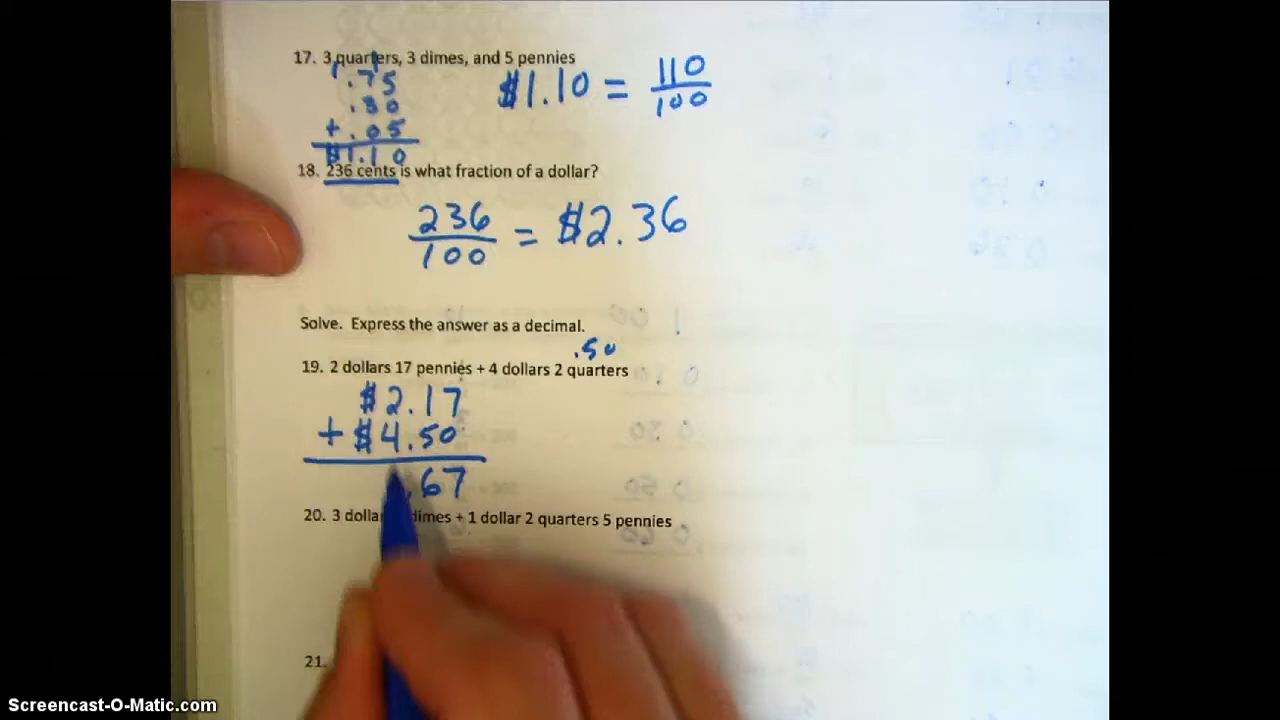 17. 3 quarters, 3 dimes, and 5 pennies
1 1
.75
.30
+ .05
$1.10
$1.10 = 110/100
18. 236 cents is what fraction of a dollar?
236/100 = $2.36
Solve. Express the answer as a decimal.
.50
19. 2 dollars 17 pennies + 4 dollars 2 quarters
$2.17
+ $4.50
.67
20. 3 dimes + 1 dollar 2 quarters 5 pennies
21.
Screencast-O-Matic.com